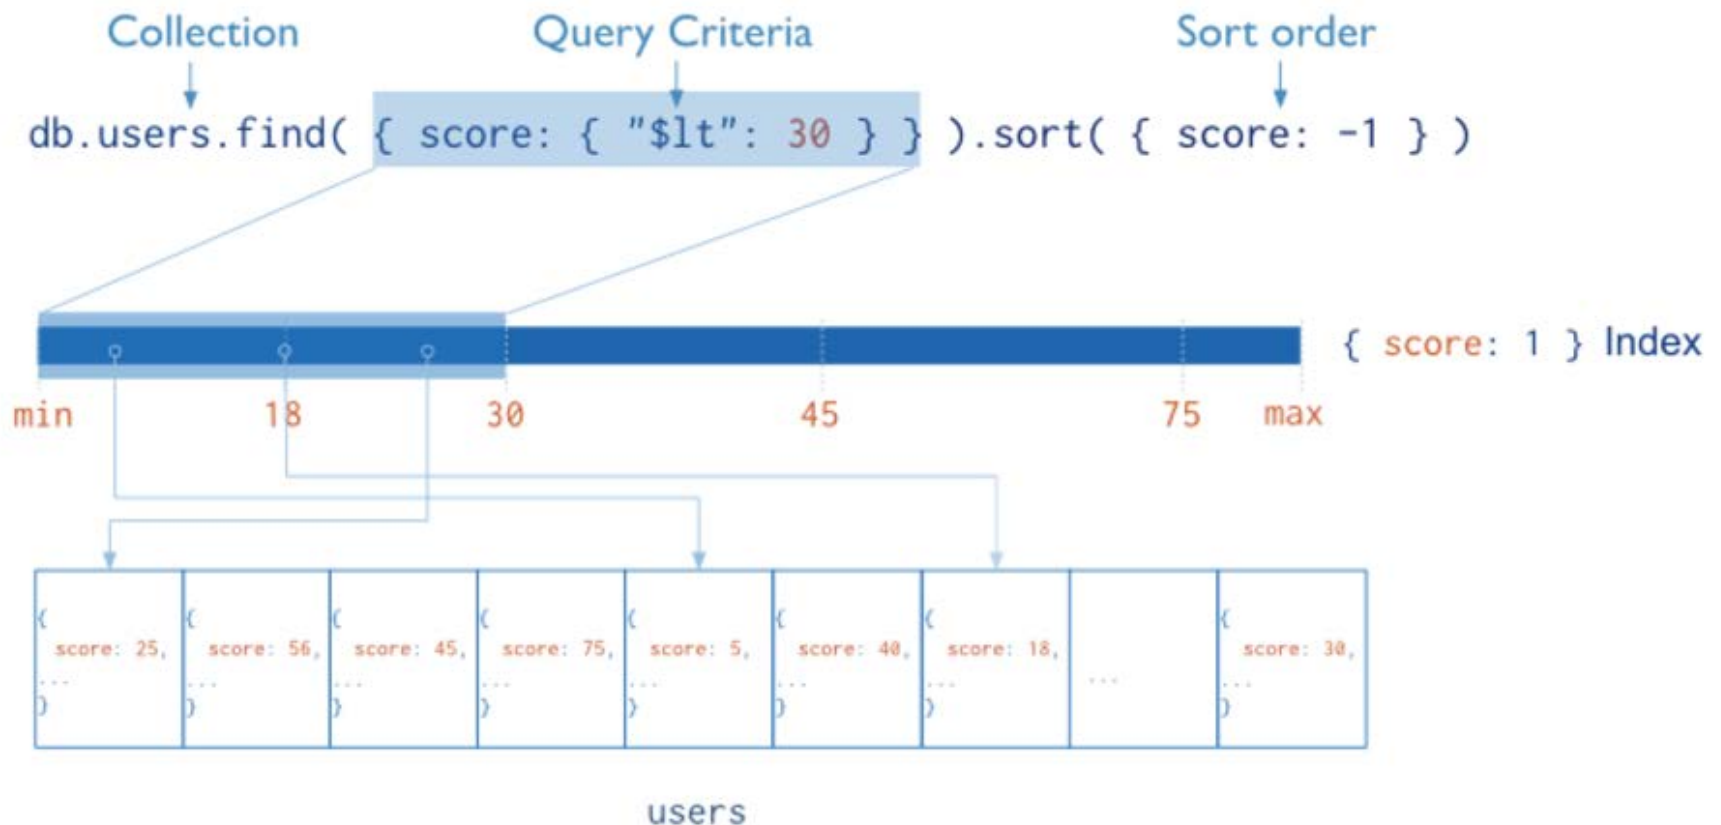 Collection Query Criteria Sort order
db.users.find( { score: { "$lt": 30 } } ).sort( { score: -1 } )
{ score: 1 } Index
min 18 30 45 75 max
{ { { { { { { {
score: 25, score: 56, score: 45, score: 75, score: 5, score: 40, score: 18, score: 30,
... ... ... ... ... ... ... ... ...
} } } } } } } }
users